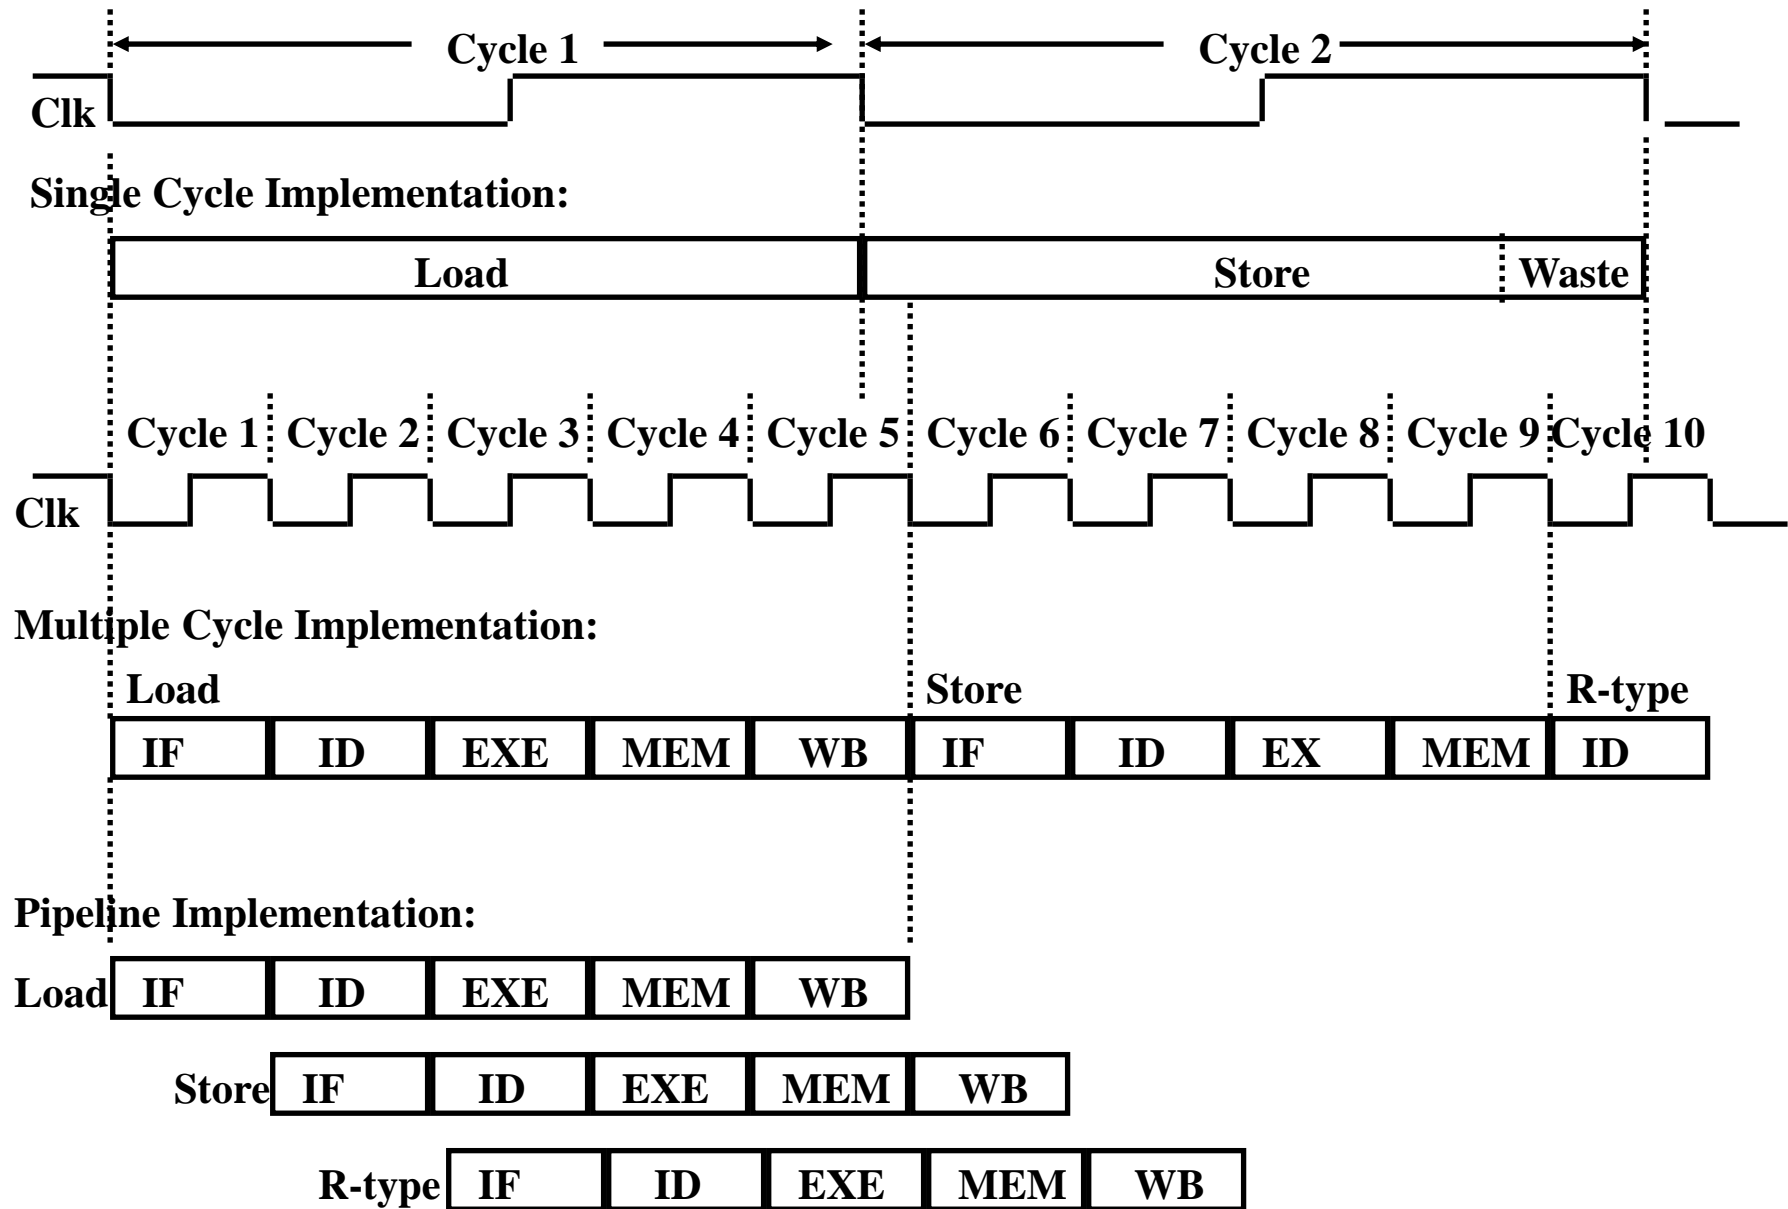 Cycle 1 Cycle 2
Clk
Single Cycle Implementation:
Load Store Waste
Cycle 1 Cycle 2 Cycle 3 Cycle 4 Cycle 5 Cycle 6 Cycle 7 Cycle 8 Cycle 9 Cycle 10
Clk
Multiple Cycle Implementation:
Load Store R-type
IF ID EXE MEM WB IF ID EX MEM ID
Pipeline Implementation:
Load IF ID EXE MEM WB
Store IF ID EXE MEM WB
R-type IF ID EXE MEM WB